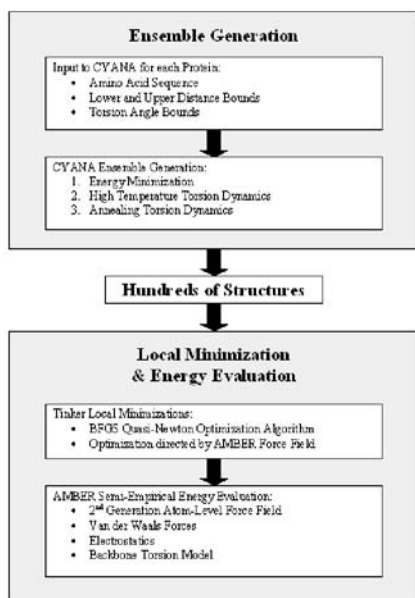 Ensemble Generation
Input to CYANA for each Protein:
• Amino Acid Sequence
• Lower and Upper Distance Bounds
• Torsion Angle Bounds
CYANA Ensemble Generation:
1. Energy Minimization
2. High Temperature Torsion Dynamics
3. Annealing Torsion Dynamics
Hundreds of Structures
Local Minimization
& Energy Evaluation
Tinker Local Minimizations:
• BFGS Quasi-Newton Optimization Algorithm
• Optimization directed by AMBER Force Field
AMBER Semi-Empirical Energy Evaluation:
• 2nd Generation Atom-Level Force Field
• Van der Waals Forces
• Electrostatics
• Backbone Torsion Model